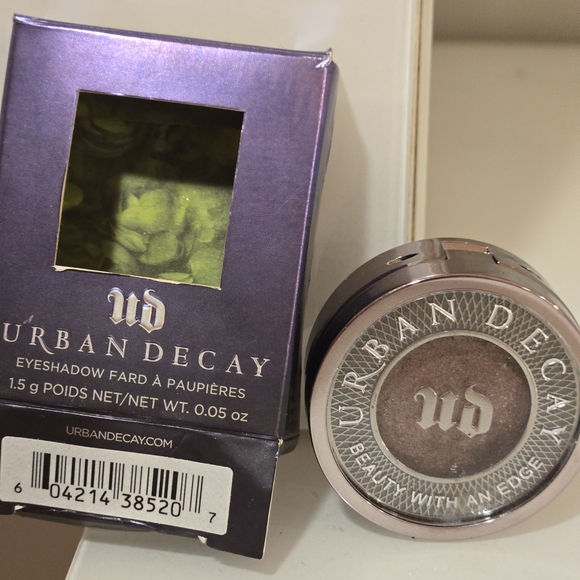 ud
URBAN DECAY
EYESHADOW FARD À PAUPIÈRES
1.5 g POIDS NET/NET WT. 0.05 oz
URBANDECAY.COM
6 04214 38520 7
URBAN DECAY
ud
BEAUTY WITH AN EDGE